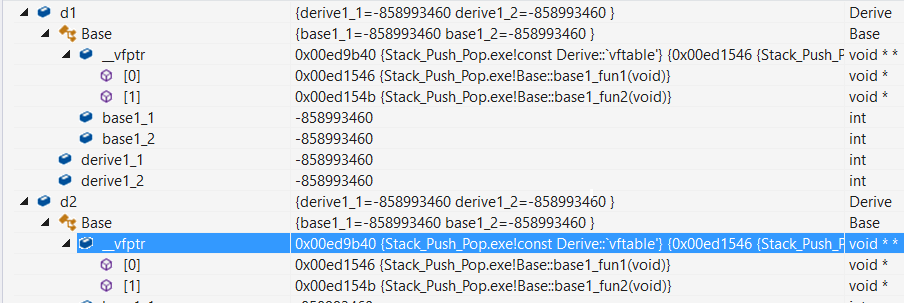 d1 {derive1_1=-858993460 derive1_2=-858993460 } Derive
Base {base1_1=-858993460 base1_2=-858993460 } Base
__vfptr 0x00ed9b40 {Stack_Push_Pop.exe!const Derive::`vftable'} {0x00ed1546 {Stack_Push_P void * *
[0] 0x00ed1546 {Stack_Push_Pop.exe!Base::base1_fun1(void)} void *
[1] 0x00ed154b {Stack_Push_Pop.exe!Base::base1_fun2(void)} void *
base1_1 -858993460 int
base1_2 -858993460 int
derive1_1 -858993460 int
derive1_2 -858993460 int
d2 {derive1_1=-858993460 derive1_2=-858993460 } Derive
Base {base1_1=-858993460 base1_2=-858993460 } Base
__vfptr 0x00ed9b40 {Stack_Push_Pop.exe!const Derive::`vftable'} {0x00ed1546 {Stack_Push_P void * *
[0] 0x00ed1546 {Stack_Push_Pop.exe!Base::base1_fun1(void)} void *
[1] 0x00ed154b {Stack_Push_Pop.exe!Base::base1_fun2(void)} void *